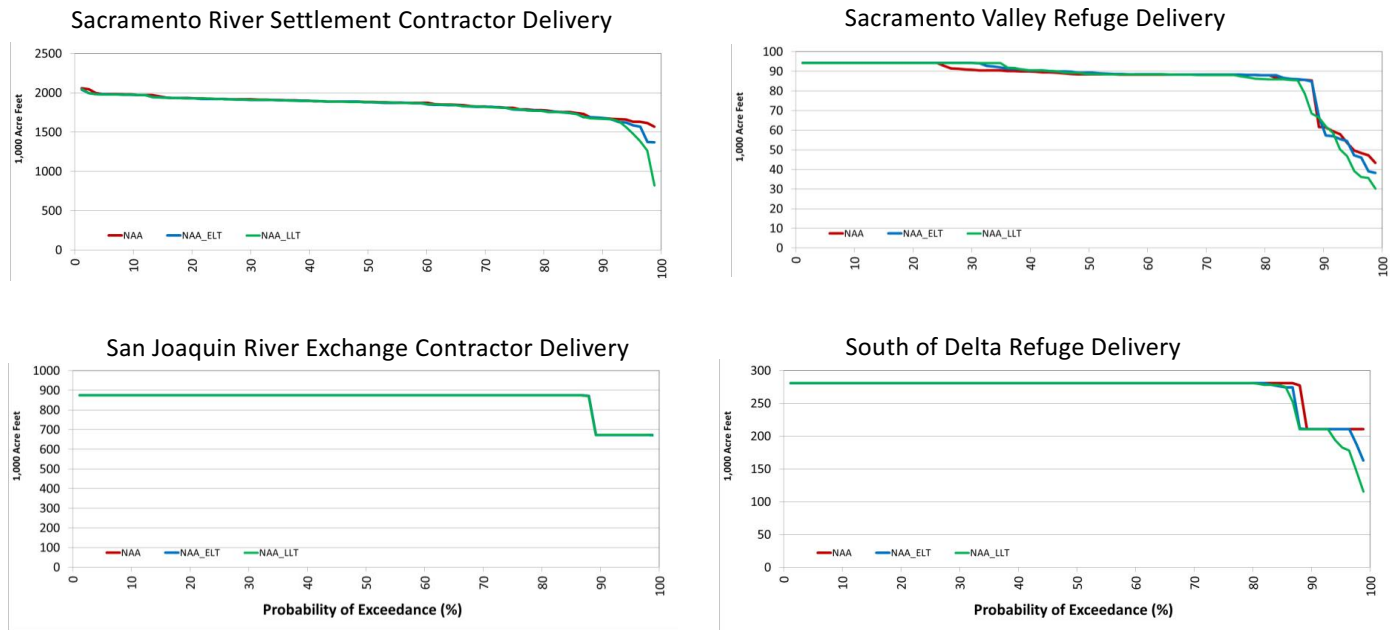 Sacramento River Settlement Contractor Delivery
1,000 Acre Feet
2500
2000
1500
1000
500
0
NAA NAA_ELT NAA_LLT
0 10 20 30 40 50 60 70 80 90 100
Sacramento Valley Refuge Delivery
1,000 Acre Feet
100
90
80
70
60
50
40
30
20
10
0
NAA NAA_ELT NAA_LLT
0 10 20 30 40 50 60 70 80 90 100
San Joaquin River Exchange Contractor Delivery
1,000 Acre Feet
1000
900
800
700
600
500
400
300
200
100
0
NAA NAA_ELT NAA_LLT
0 10 20 30 40 50 60 70 80 90 100
Probability of Exceedance (%)
South of Delta Refuge Delivery
1,000 Acre Feet
300
250
200
150
100
50
0
NAA NAA_ELT NAA_LLT
0 10 20 30 40 50 60 70 80 90 100
Probability of Exceedance (%)